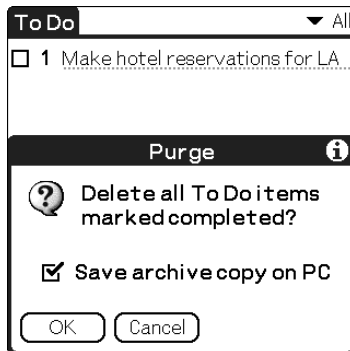 To Do All
1 Make hotel reservations for LA
Purge
Delete all To Do items
marked completed?
Save archive copy on PC
OK Cancel